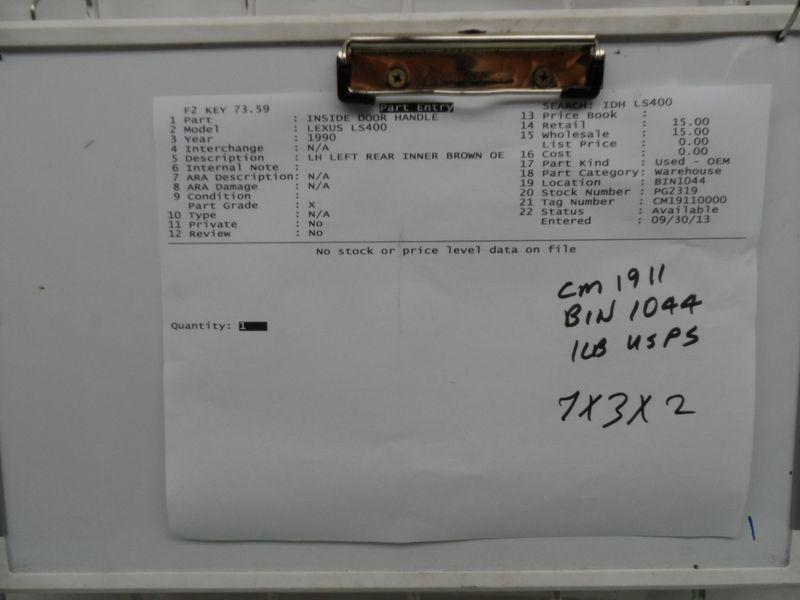 F2 KEY 73.59 Part Entry SEARCH: IDH LS400
1 Part : INSIDE DOOR HANDLE
2 Model : LEXUS LS400
3 Year : 1990
4 Interchange : N/A
5 Description : LH LEFT REAR INNER BROWN OE
6 Internal Note :
7 ARA Description: N/A
8 ARA Damage : N/A
9 Condition :
Part Grade : X
10 Type : N/A
11 Private : No
12 Review : No
13 Price Book :
14 Retail : 15.00
15 Wholesale : 15.00
List Price : 0.00
16 Cost : 0.00
17 Part Kind : Used - OEM
18 Part Category: Warehouse
19 Location : BIN1044
20 Stock Number : PG2319
21 Tag Number : CM19110000
22 Status : Available
Entered : 09/30/13
No stock or price level data on file
Quantity: 1
CM 1911
BIN 1044
1LB USPS
7X3X2